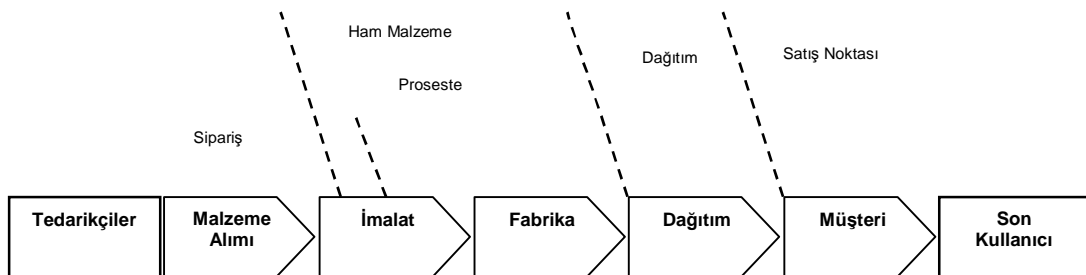 Ham Malzeme
Proseste
Dağıtım
Satış Noktası
Sipariş
Tedarikçiler
Malzeme
Alımı
İmalat
Fabrika
Dağıtım
Müşteri
Son
Kullanıcı